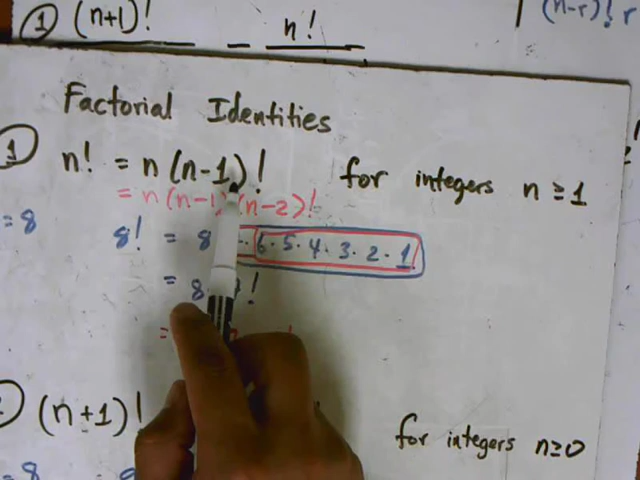 ① (n+1)! - n! (n-r)! r
Factorial Identities
① n! = n(n-1)! for integers n ≥ 1
= n(n-1)(n-2)!
= 8 8! = 8 · 6 · 5 · 4 · 3 · 2 · 1
= 8 !
=
(n+1)! for integers n ≥ 0
= 8